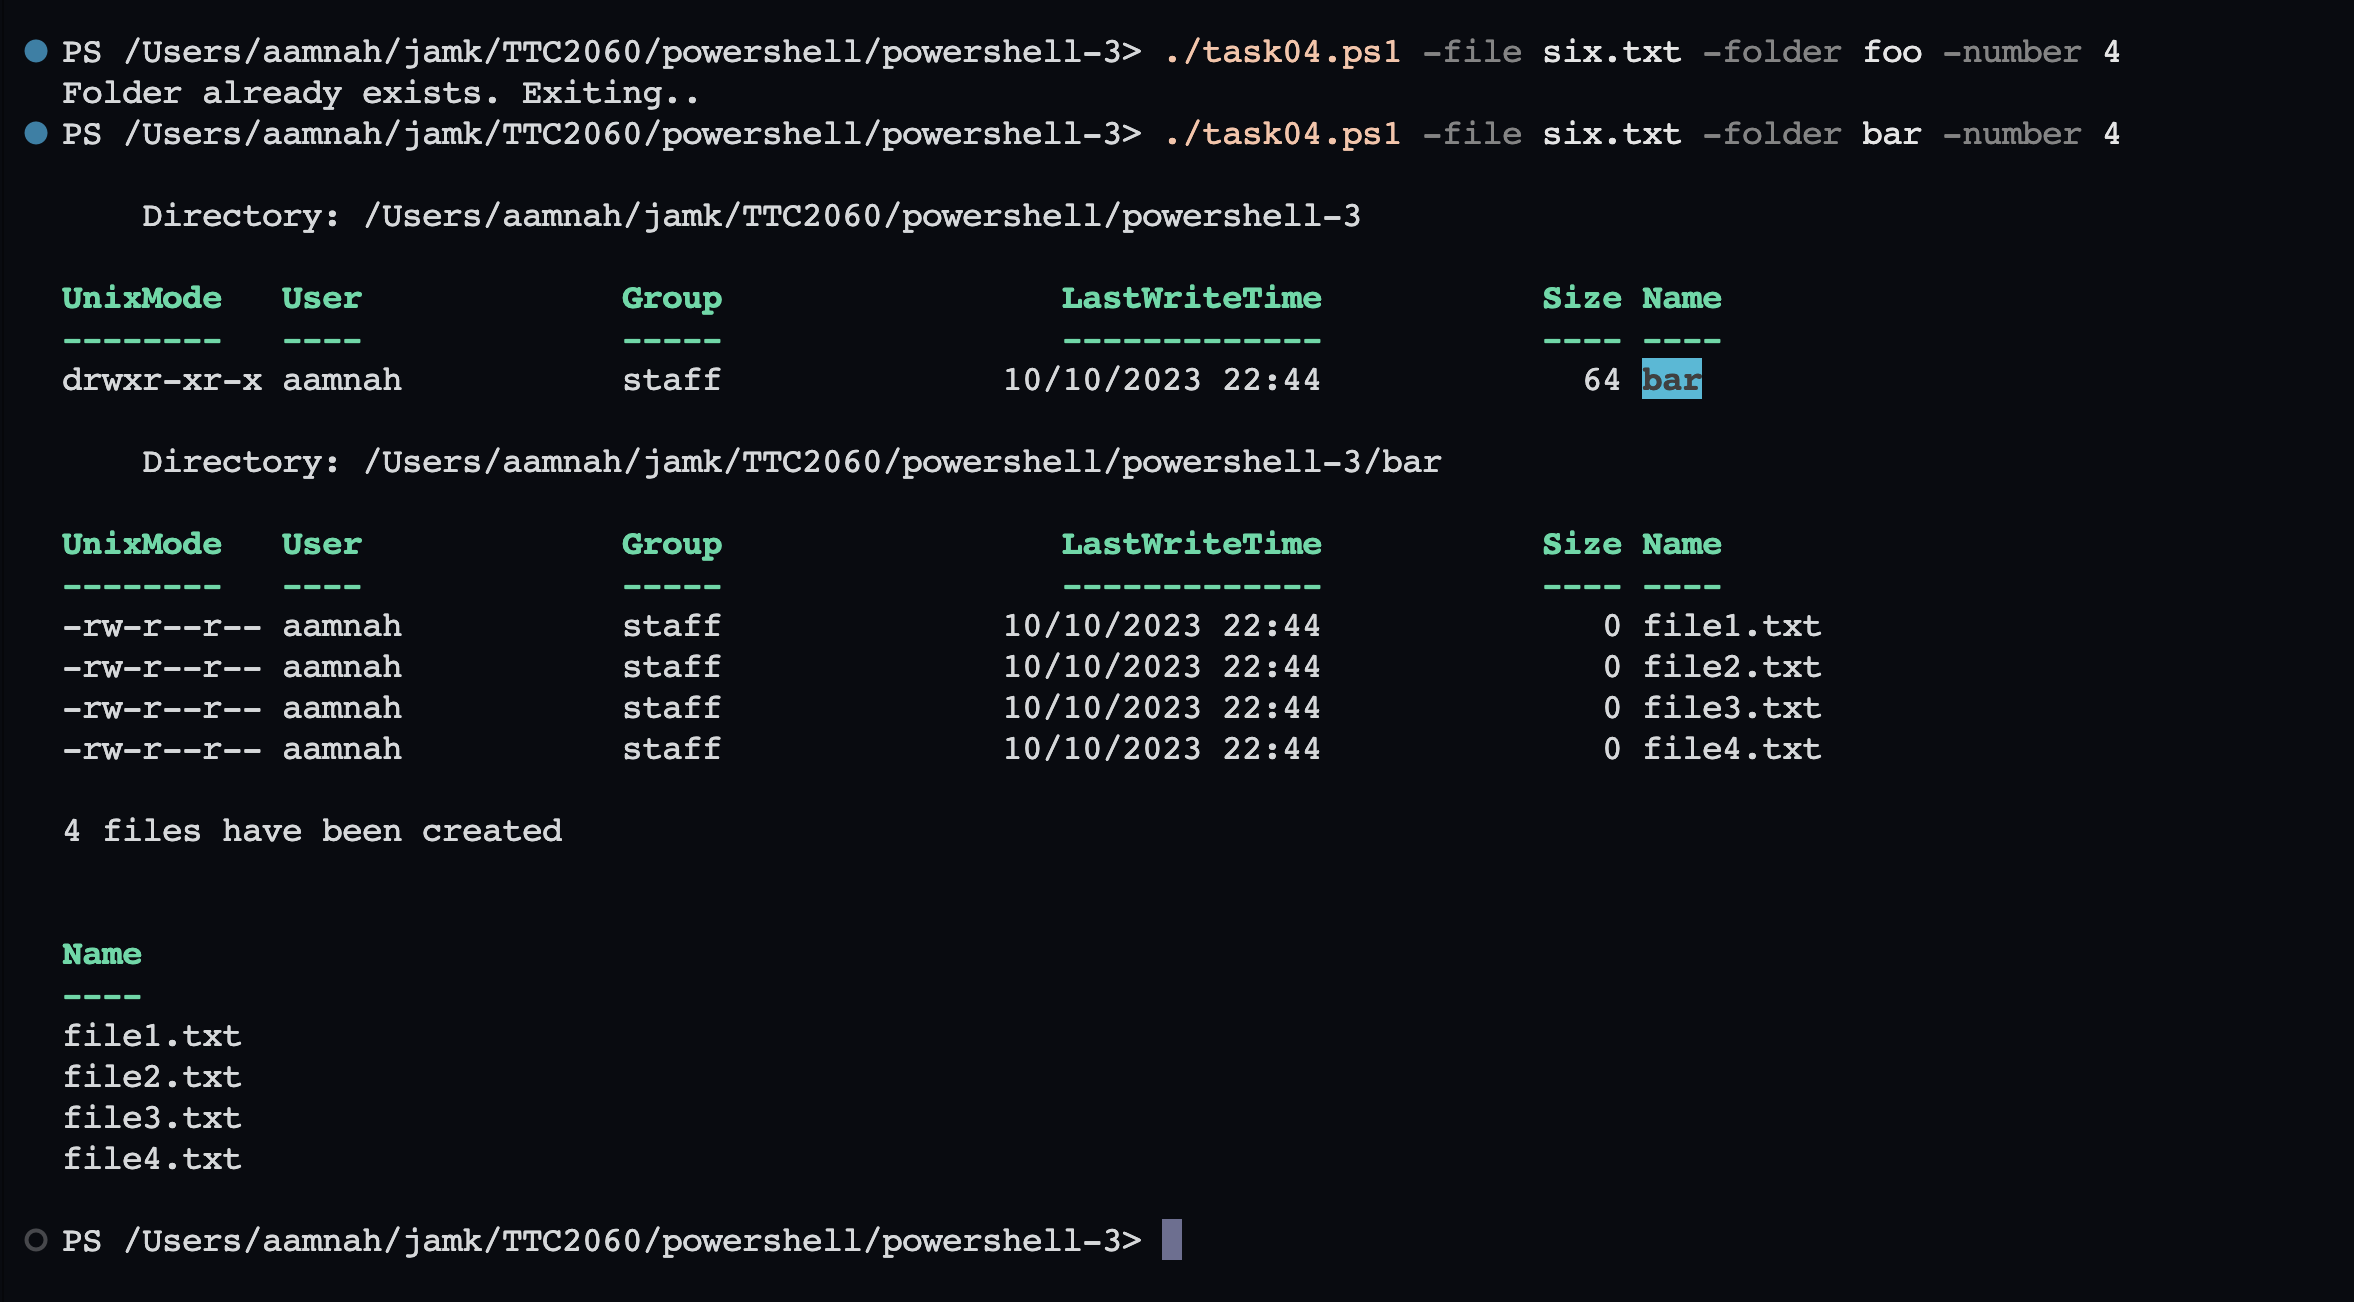 PS /Users/aamnah/jamk/TTC2060/powershell/powershell-3> ./task04.ps1 -file six.txt -folder foo -number 4
Folder already exists. Exiting..
PS /Users/aamnah/jamk/TTC2060/powershell/powershell-3> ./task04.ps1 -file six.txt -folder bar -number 4
Directory: /Users/aamnah/jamk/TTC2060/powershell/powershell-3
UnixMode User Group LastWriteTime Size Name
-------- ---- ----- ------------- ---- ----
drwxr-xr-x aamnah staff 10/10/2023 22:44 64 bar
Directory: /Users/aamnah/jamk/TTC2060/powershell/powershell-3/bar
UnixMode User Group LastWriteTime Size Name
-------- ---- ----- ------------- ---- ----
-rw-r--r-- aamnah staff 10/10/2023 22:44 0 file1.txt
-rw-r--r-- aamnah staff 10/10/2023 22:44 0 file2.txt
-rw-r--r-- aamnah staff 10/10/2023 22:44 0 file3.txt
-rw-r--r-- aamnah staff 10/10/2023 22:44 0 file4.txt
4 files have been created
Name
----
file1.txt
file2.txt
file3.txt
file4.txt
PS /Users/aamnah/jamk/TTC2060/powershell/powershell-3>